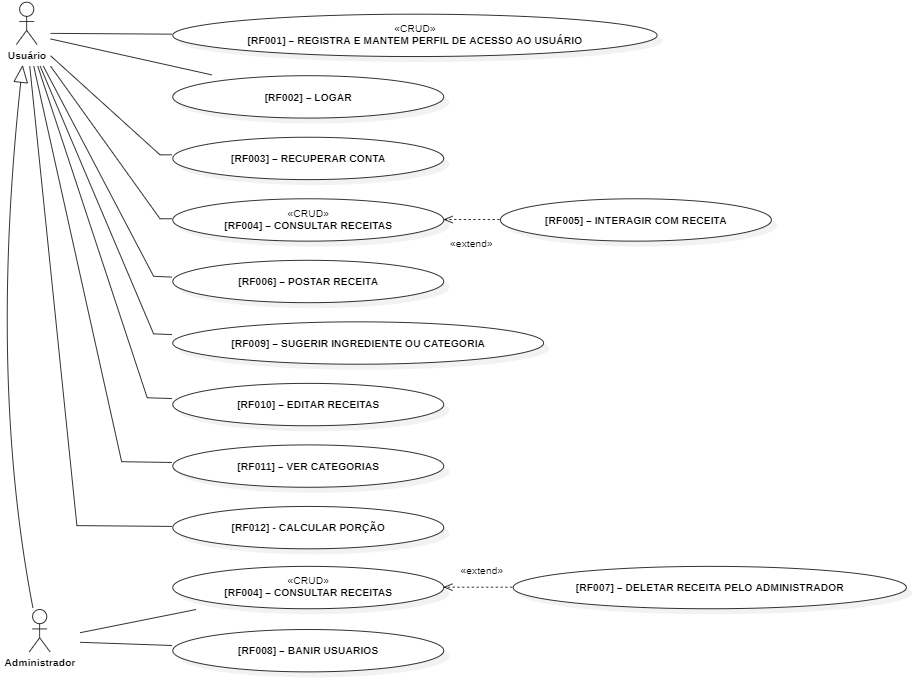 Usuário
«CRUD»
[RF001] – REGISTRA E MANTEM PERFIL DE ACESSO AO USUÁRIO
[RF002] – LOGAR
[RF003] – RECUPERAR CONTA
«CRUD»
[RF004] – CONSULTAR RECEITAS
[RF005] – INTERAGIR COM RECEITA
«extend»
[RF006] – POSTAR RECEITA
[RF009] – SUGERIR INGREDIENTE OU CATEGORIA
[RF010] – EDITAR RECEITAS
[RF011] – VER CATEGORIAS
[RF012] - CALCULAR PORÇÃO
«CRUD»
[RF004] – CONSULTAR RECEITAS
«extend»
[RF007] – DELETAR RECEITA PELO ADMINISTRADOR
[RF008] – BANIR USUARIOS
Administrador